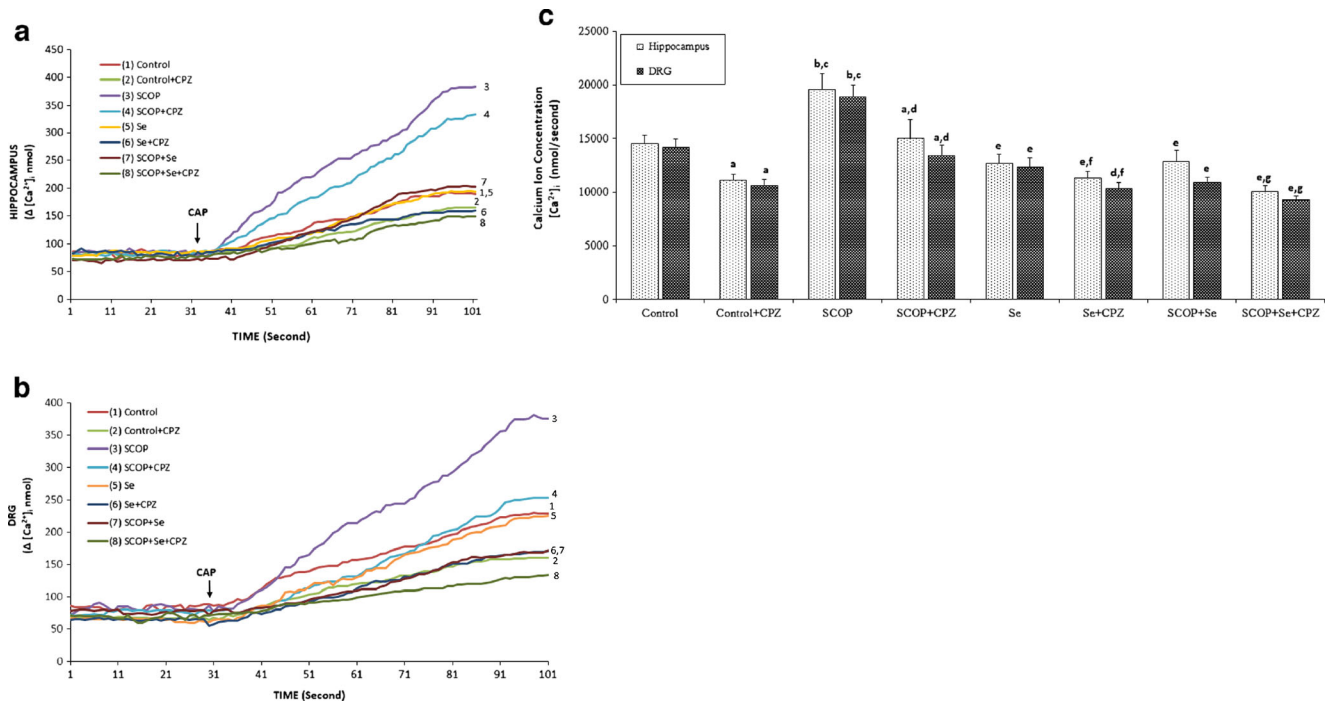 a
450
400
350
300
250
200
150
100
50
0
HIPPOCAMPUS
(Δ [Ca²⁺]ᵢ, nmol)
(1) Control
(2) Control+CPZ
(3) SCOP
(4) SCOP+CPZ
(5) Se
(6) Se+CPZ
(7) SCOP+Se
(8) SCOP+Se+CPZ
CAP
3
4
7
1,5
2
6
8
1 11 21 31 41 51 61 71 81 91 101
TIME (Second)
b
400
350
300
250
200
150
100
50
0
DRG
(Δ [Ca²⁺]ᵢ, nmol)
(1) Control
(2) Control+CPZ
(3) SCOP
(4) SCOP+CPZ
(5) Se
(6) Se+CPZ
(7) SCOP+Se
(8) SCOP+Se+CPZ
CAP
3
4
1
5
6,7
2
8
1 11 21 31 41 51 61 71 81 91 101
TIME (Second)
c
25000
20000
15000
10000
5000
0
Calcium Ion Concentration
[Ca²⁺]ᵢ (nmol/second)
Hippocampus
DRG
a a b,c b,c a,d a,d e e e,f d,f e e e,g e,g
Control Control+CPZ SCOP SCOP+CPZ Se Se+CPZ SCOP+Se SCOP+Se+CPZ